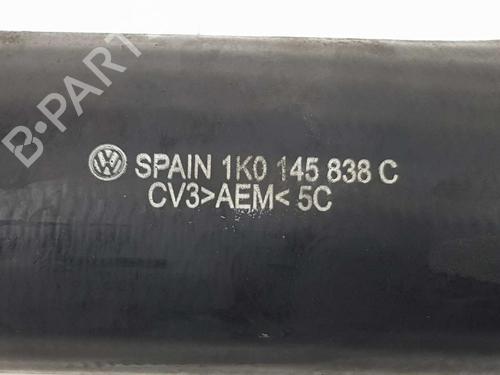 B-PARTS
SPAIN 1K0 145 838 C
CV3>AEM< 5C